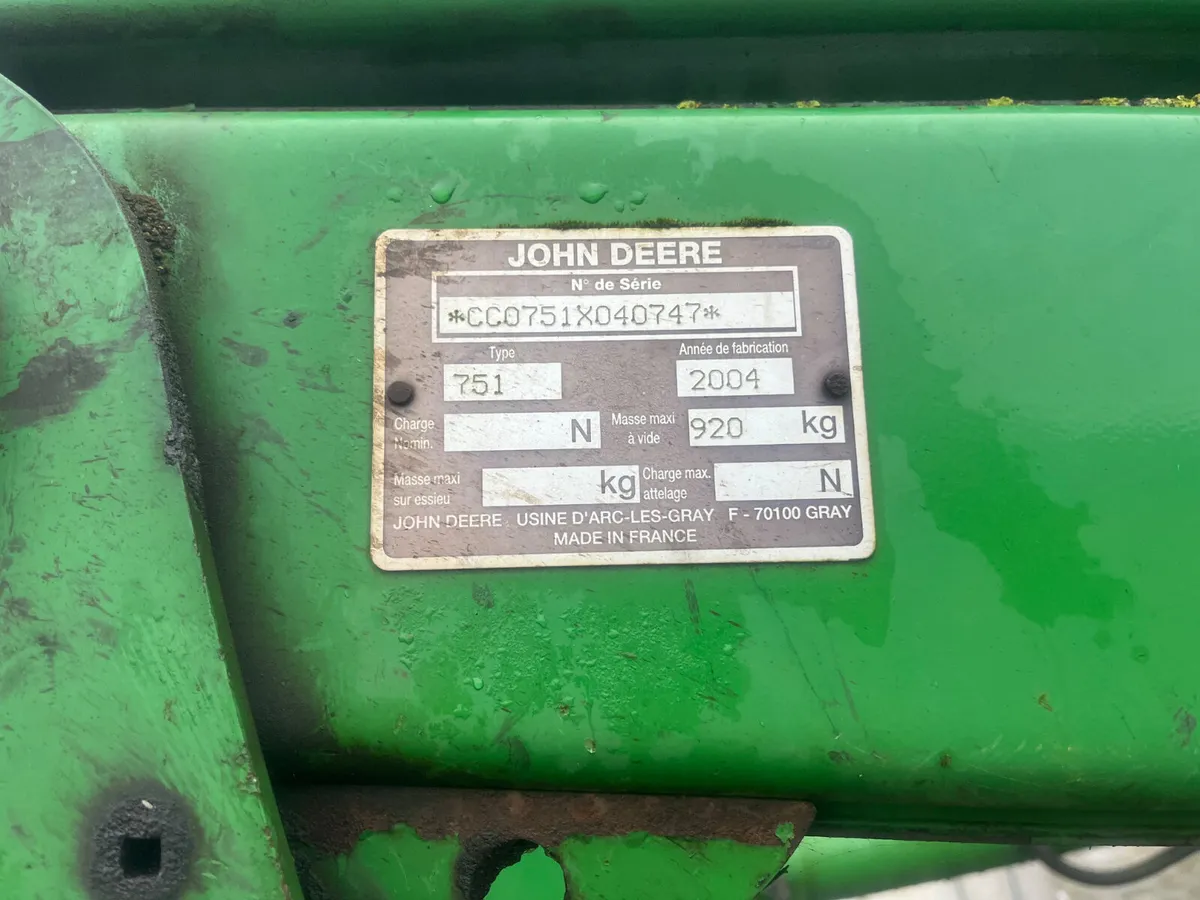 JOHN DEERE
N° de Série
*CC0751X040747*
Type Année de fabrication
751 2004
Charge Nomin. N Masse maxi à vide 920 kg
Masse maxi sur essieu kg Charge max. attelage N
JOHN DEERE USINE D'ARC-LES-GRAY F - 70100 GRAY
MADE IN FRANCE